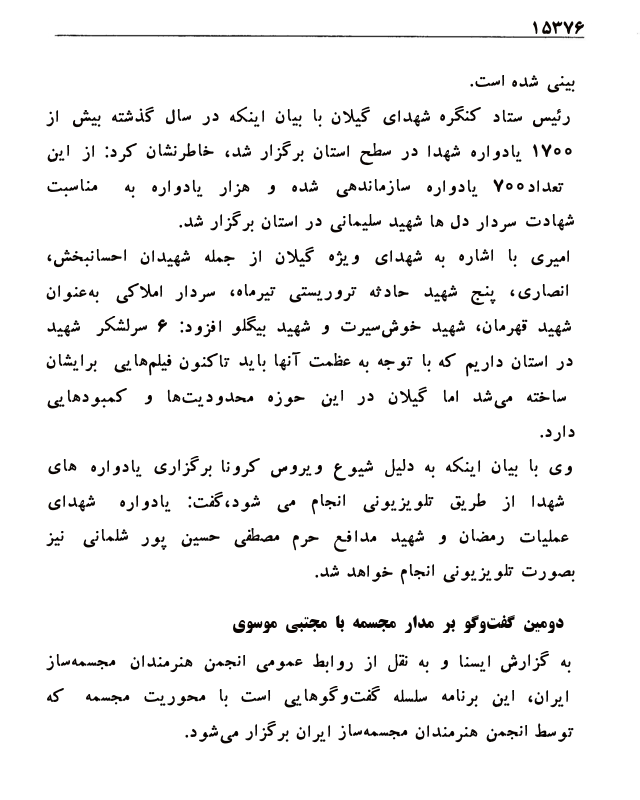 ۱۵۳۷۶
بینی شده است.
رئیس ستاد کنگره شهدای گیلان با بیان اینکه در سال گذشته بیش از
۱۷۰۰ یادواره شهدا در سطح استان برگزار شد، خاطرنشان کرد: از این
تعداد۷۰۰ یادواره سازماندهی شده و هزار یادواره به مناسبت
شهادت سردار دل ها شهید سلیمانی در استان برگزار شد.
امیری با اشاره به شهدای ویژه گیلان از جمله شهیدان احسانبخش،
انصاری، پنج شهید حادثه تروریستی تیرماه، سردار املاکی به‌عنوان
شهید قهرمان، شهید خوش‌سیرت و شهید بیگلو افزود: ۶ سرلشکر شهید
در استان داریم که با توجه به عظمت آنها باید تاکنون فیلم‌هایی برایشان
ساخته می‌شد اما گیلان در این حوزه محدودیت‌ها و کمبودهایی
دارد.
وی با بیان اینکه به دلیل شیوع ویروس کرونا برگزاری یادواره های
شهدا از طریق تلویزیونی انجام می شود،گفت: یادواره شهدای
عملیات رمضان و شهید مدافع حرم مصطفی حسین پور شلمانی نیز
بصورت تلویزیونی انجام خواهد شد.
دومین گفت‌وگو بر مدار مجسمه با مجتبی موسوی
به گزارش ایسنا و به نقل از روابط عمومی انجمن هنرمندان مجسمه‌ساز
ایران، این برنامه سلسله گفت‌وگوهایی است با محوریت مجسمه که
توسط انجمن هنرمندان مجسمه‌ساز ایران برگزار می‌شود.